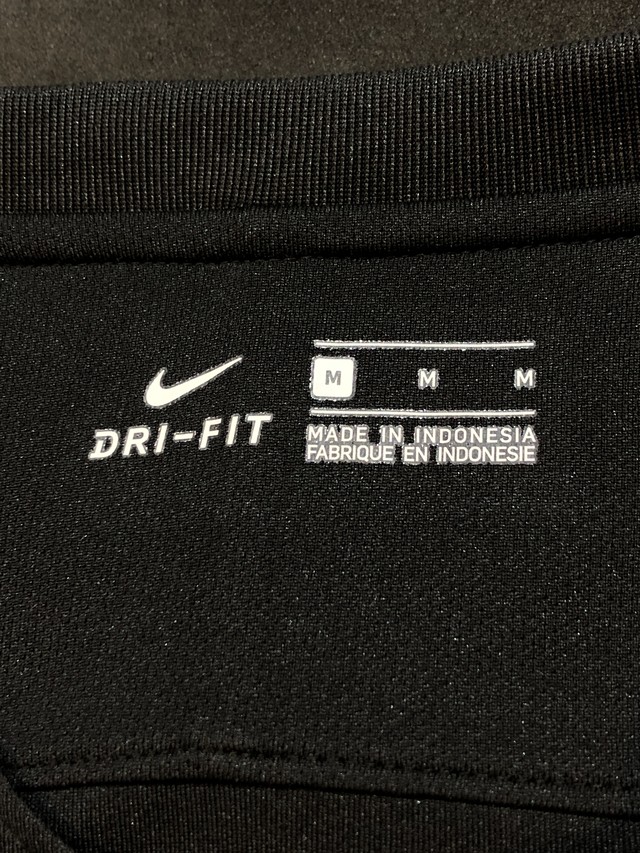 DRI-FIT
M M M
MADE IN INDONESIA
FABRIQUE EN INDONESIE